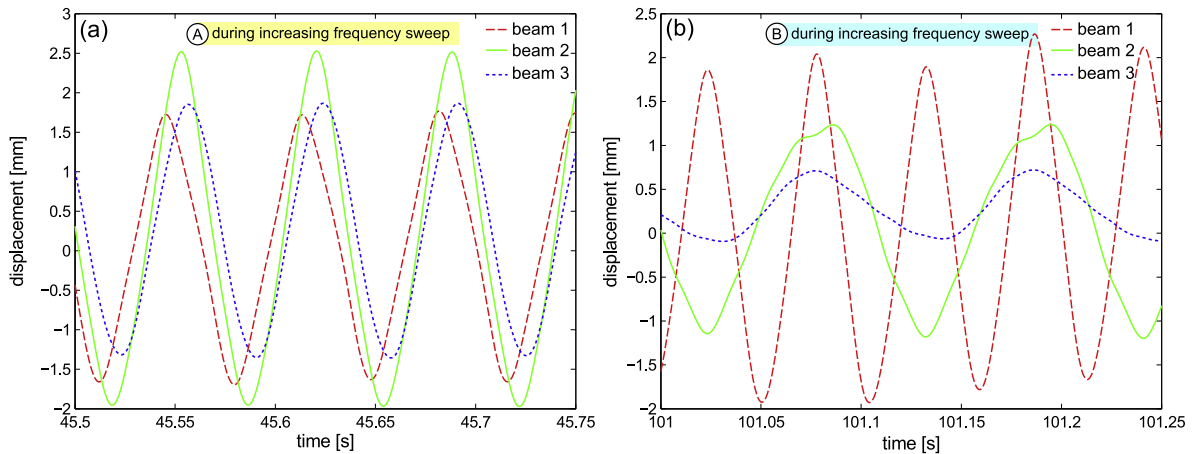 (a)
A during increasing frequency sweep
beam 1
beam 2
beam 3
displacement [mm]
3
2.5
2
1.5
1
0.5
0
−0.5
−1
−1.5
−2
45.5
45.55
45.6
45.65
45.7
45.75
time [s]
(b)
B during increasing frequency sweep
beam 1
beam 2
beam 3
displacement [mm]
2.5
2
1.5
1
0.5
0
−0.5
−1
−1.5
−2
101
101.05
101.1
101.15
101.2
101.25
time [s]